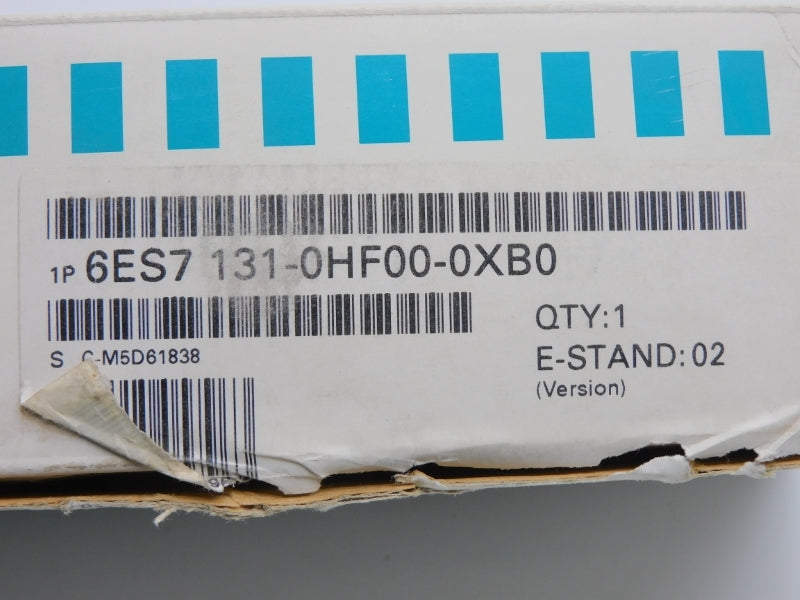 1P 6ES7 131-0HF00-0XB0
S C-M5D61838
QTY:1
E-STAND:02
(Version)